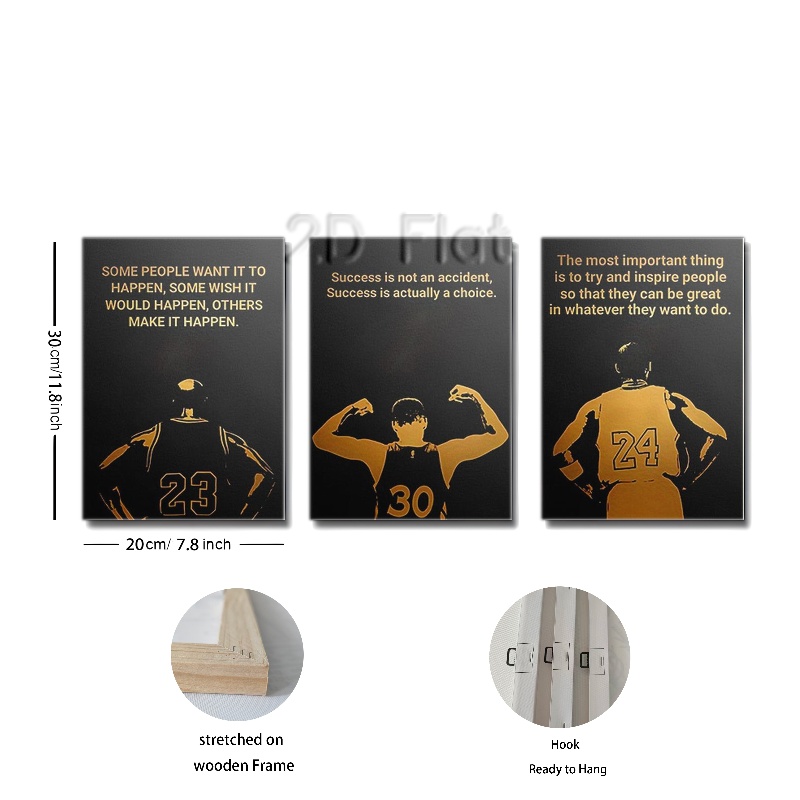 2D Flat
SOME PEOPLE WANT IT TO
HAPPEN, SOME WISH IT
WOULD HAPPEN, OTHERS
MAKE IT HAPPEN.
23
Success is not an accident,
Success is actually a choice.
30
The most important thing
is to try and inspire people
so that they can be great
in whatever they want to do.
24
30cm/11.8inch
20cm/ 7.8 inch
stretched on
wooden Frame
Hook
Ready to Hang